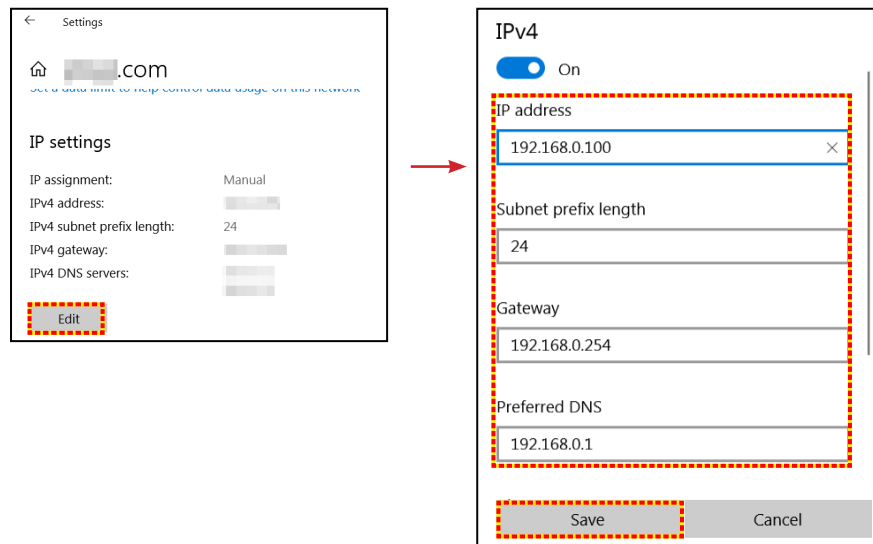 Settings
.com
Set a data limit to help control data usage on this network
IP settings
IP assignment: Manual
IPv4 address:
IPv4 subnet prefix length: 24
IPv4 gateway:
IPv4 DNS servers:
Edit
IPv4
On
IP address
192.168.0.100
Subnet prefix length
24
Gateway
192.168.0.254
Preferred DNS
192.168.0.1
Save Cancel